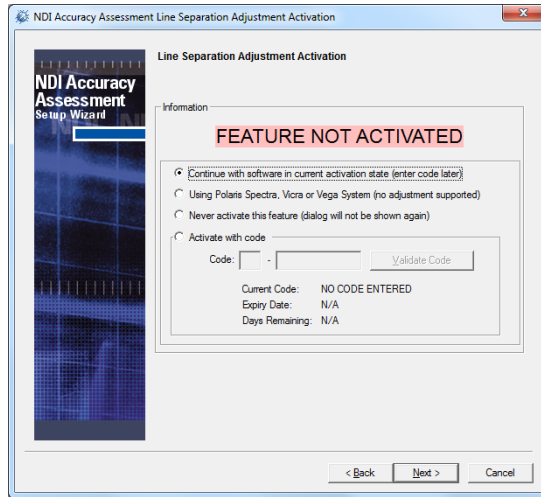 NDI Accuracy Assessment Line Separation Adjustment Activation
NDI Accuracy
Assessment
Setup Wizard
Line Separation Adjustment Activation
Information
FEATURE NOT ACTIVATED
Continue with software in current activation state (enter code later)
Using Polaris Spectra, Vicra or Vega System (no adjustment supported)
Never activate this feature (dialog will not be shown again)
Activate with code
Code: - Validate Code
Current Code: NO CODE ENTERED
Expiry Date: N/A
Days Remaining: N/A
< Back Next > Cancel